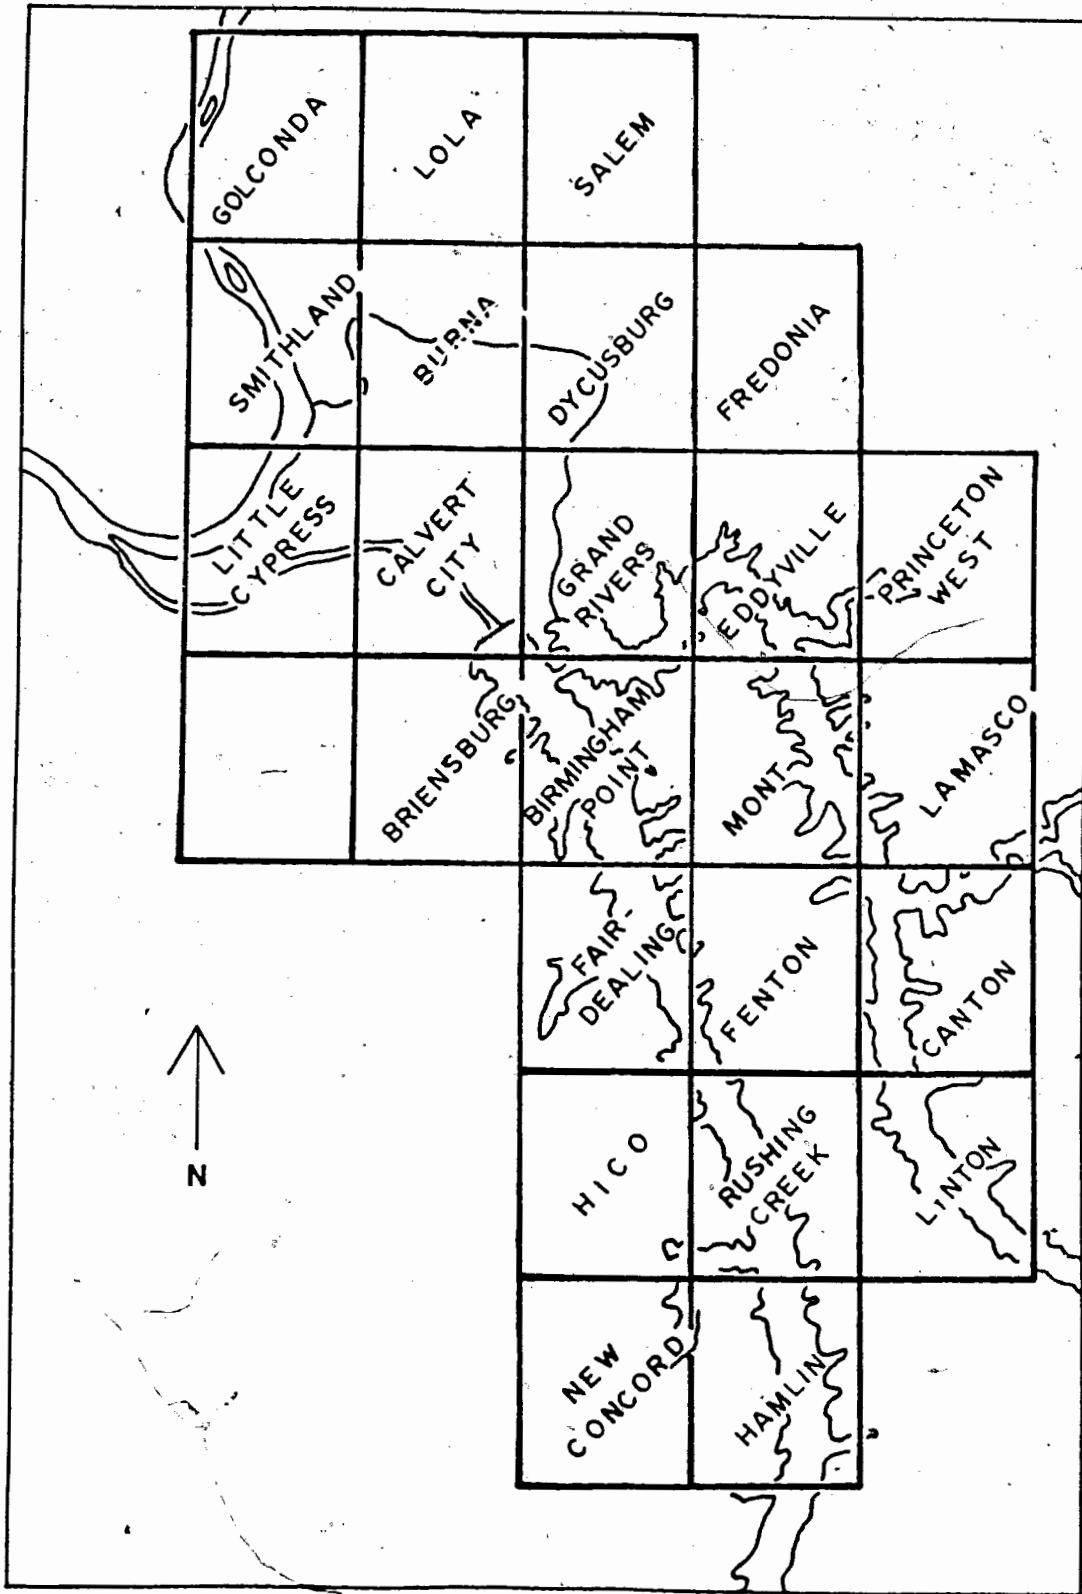 GOLCONDA
LOLA
SALEM
SMITHLAND
BURNA
DYCUSBURG
FREDONIA
LITTLE
CYPRESS
CALVERT
CITY
GRAND
RIVERS
EDDYVILLE
PRINCETON
WEST
BRIENSBURG
BIRMINGHAM
POINT
MONT
LAMASCO
FAIR-
DEALING
FENTON
CANTON
HICO
RUSHING
CREEK
LINTON
NEW
CONCORD
HAMLIN
N